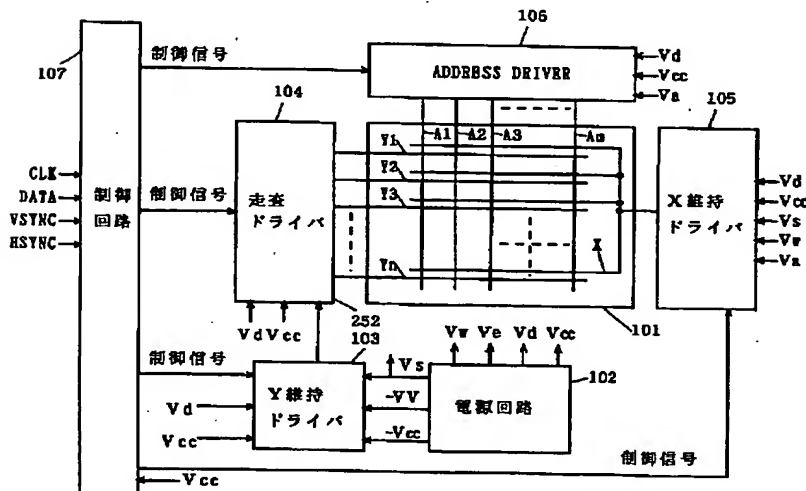 106
107
制御信号
ADDRBSS DRIVER
Vd
Vcc
Va
104
105
A1 A2 A3 Am
Y1
Y2
Y3
Yn
X
CLK
DATA
VSYNC
HSYNC
制御
回路
制御信号
走査
ドライバ
X維持
ドライバ
Vd
Vcc
Vs
Vw
Va
252
101
Vd Vcc
103
Vw Ve Vd Vcc
制御信号
Vs
102
Y維持
ドライバ
-VV
電源回路
Vd
-Vcc
Vcc
制御信号
Vcc